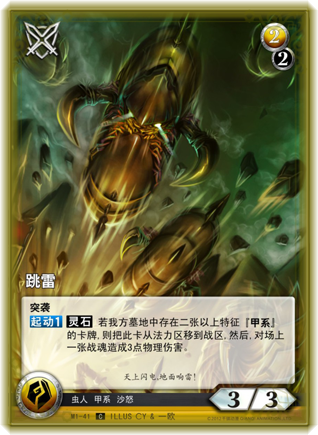 2
2
跳雷
突袭
起动1 灵石 若我方墓地中存在二张以上特征『甲系』
的卡牌,则把此卡从法力区移到战区.然后,对场上
一张战魂造成3点物理伤害。
天上闪电,地面响雷!
虫人 甲系 沙怒
3 / 3
W1-41 C ILLUS CY & 一欧